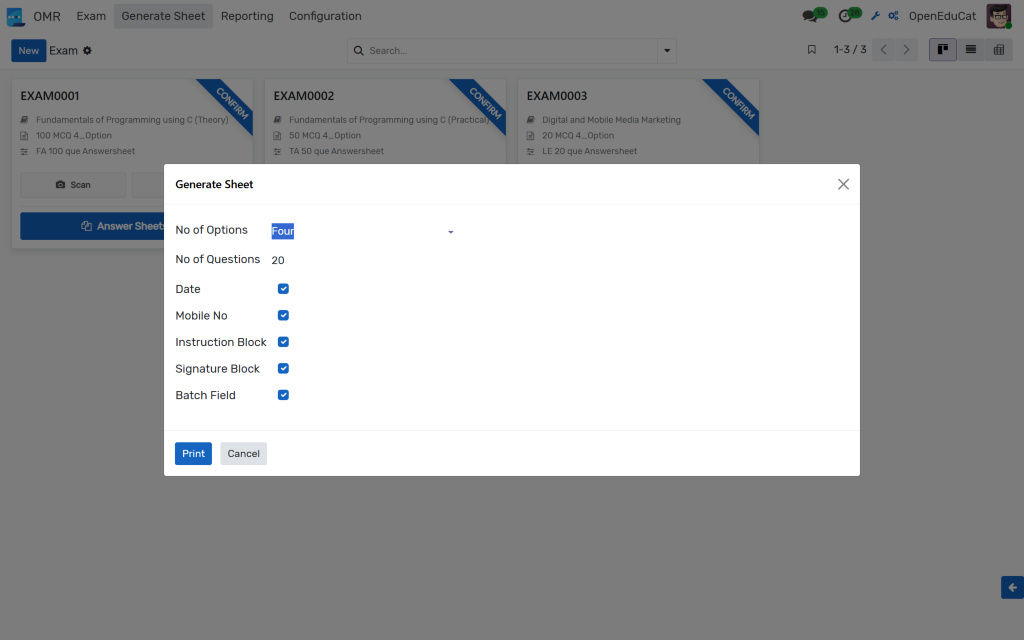 OMR Exam Generate Sheet Reporting Configuration OpenEduCat
New Exam Search... 1-3 / 3
EXAM0001
CONFIRM
Fundamentals of Programming using C (Theory)
100 MCQ 4_Option
FA 100 que Answersheet
Scan
Answer Sheets
EXAM0002
CONFIRM
Fundamentals of Programming using C (Practical)
50 MCQ 4_Option
TA 50 que Answersheet
EXAM0003
CONFIRM
Digital and Mobile Media Marketing
20 MCQ 4_Option
LE 20 que Answersheet
Generate Sheet
No of Options Four
No of Questions 20
Date
Mobile No
Instruction Block
Signature Block
Batch Field
Print Cancel